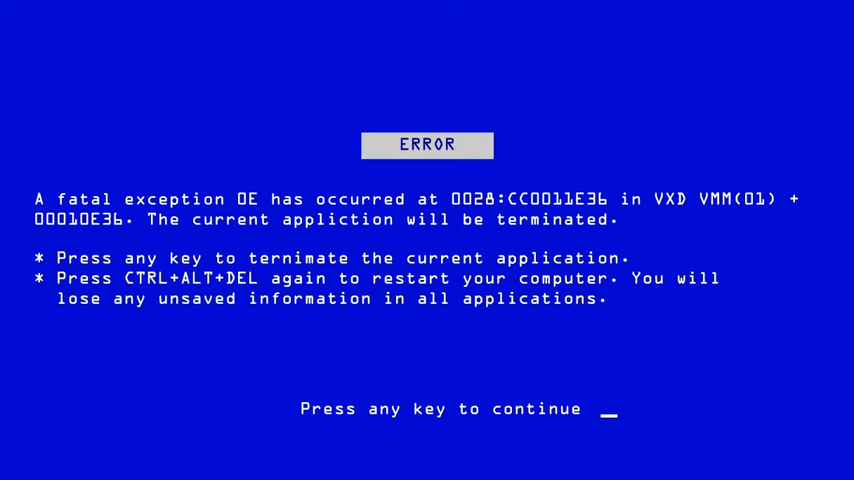 ERROR
A fatal exception 0E has occurred at 0028:CC0011E36 in VXD VMM(01) +
00010E36. The current appliction will be terminated.
* Press any key to ternimate the current application.
* Press CTRL+ALT+DEL again to restart your computer. You will
lose any unsaved information in all applications.
Press any key to continue _